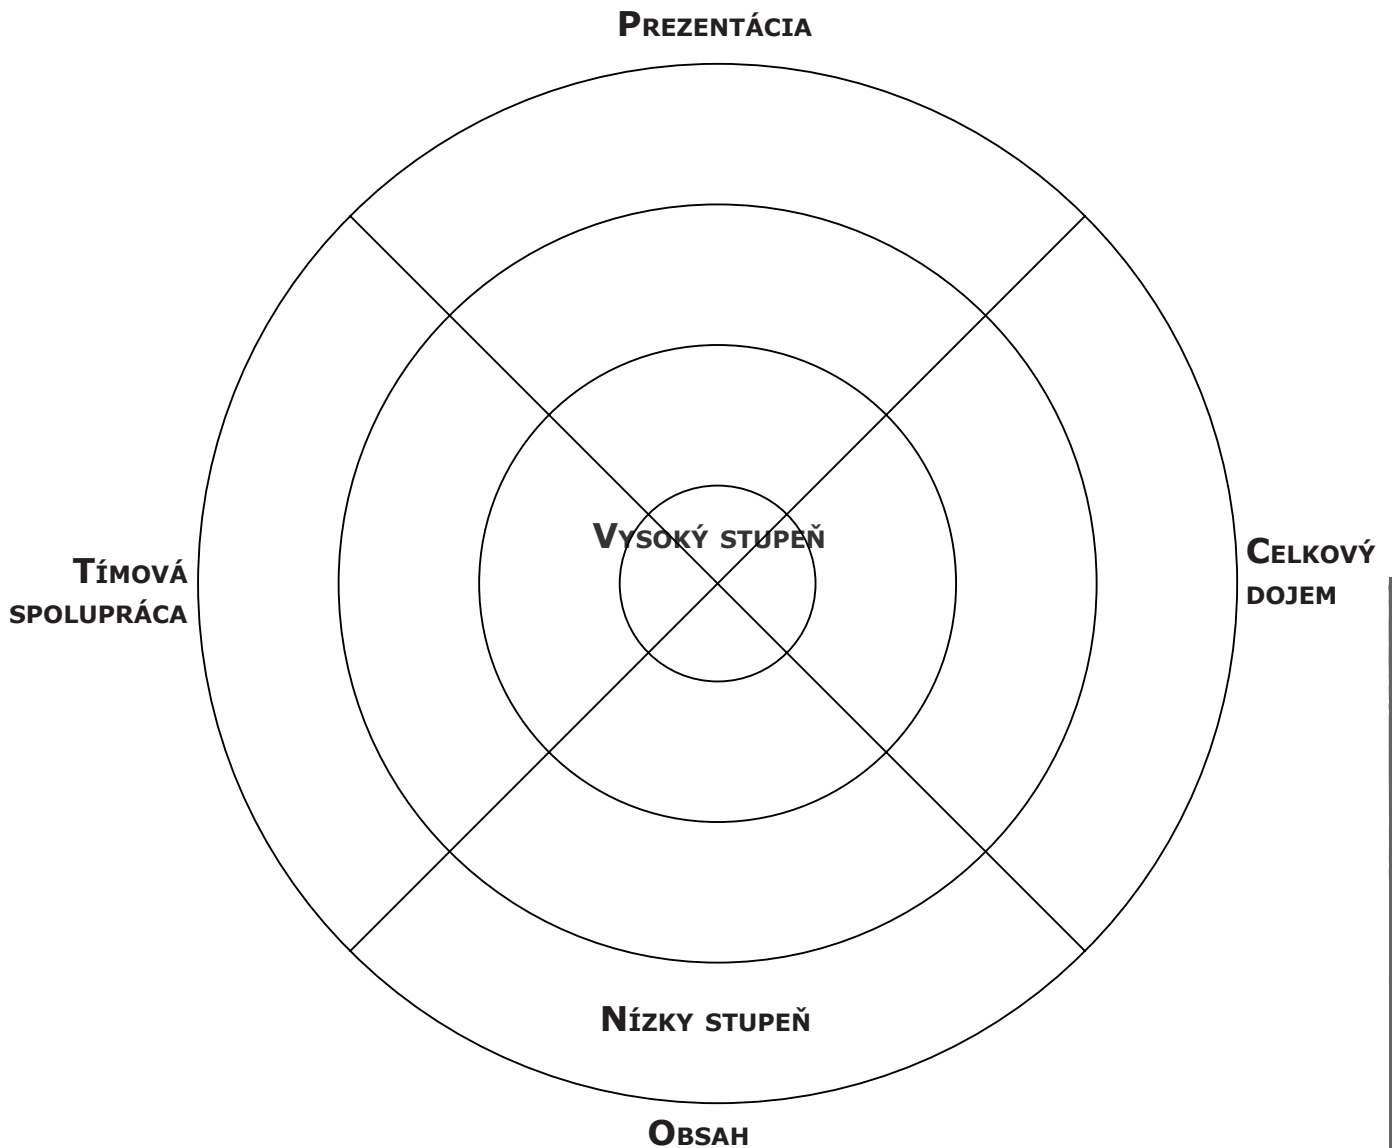 Prezentácia
Vysoký stupeň
Tímová
spolupráca
Celkový
dojem
Nízky stupeň
Obsah